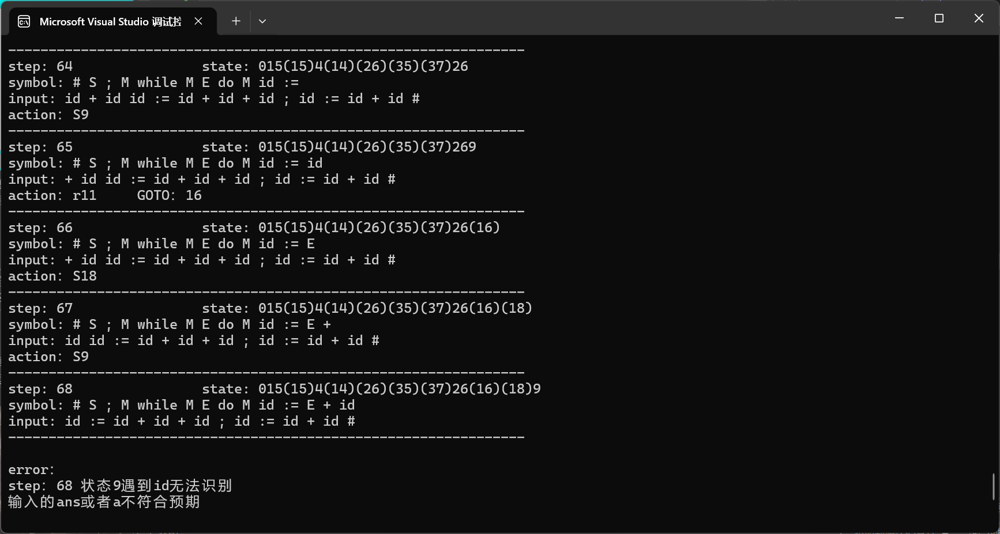 Microsoft Visual Studio 调试控
----------------------------------------------------------------
step: 64 state: 015(15)4(14)(26)(35)(37)26
symbol: # S ; M while M E do M id :=
input: id + id id := id + id + id ; id := id + id #
action: S9
----------------------------------------------------------------
step: 65 state: 015(15)4(14)(26)(35)(37)269
symbol: # S ; M while M E do M id := id
input: + id id := id + id + id ; id := id + id #
action: r11 GOTO: 16
----------------------------------------------------------------
step: 66 state: 015(15)4(14)(26)(35)(37)26(16)
symbol: # S ; M while M E do M id := E
input: + id id := id + id + id ; id := id + id #
action: S18
----------------------------------------------------------------
step: 67 state: 015(15)4(14)(26)(35)(37)26(16)(18)
symbol: # S ; M while M E do M id := E +
input: id id := id + id + id ; id := id + id #
action: S9
----------------------------------------------------------------
step: 68 state: 015(15)4(14)(26)(35)(37)26(16)(18)9
symbol: # S ; M while M E do M id := E + id
input: id := id + id + id ; id := id + id #
----------------------------------------------------------------
error:
step: 68 状态9遇到id无法识别
输入的ans或者a不符合预期